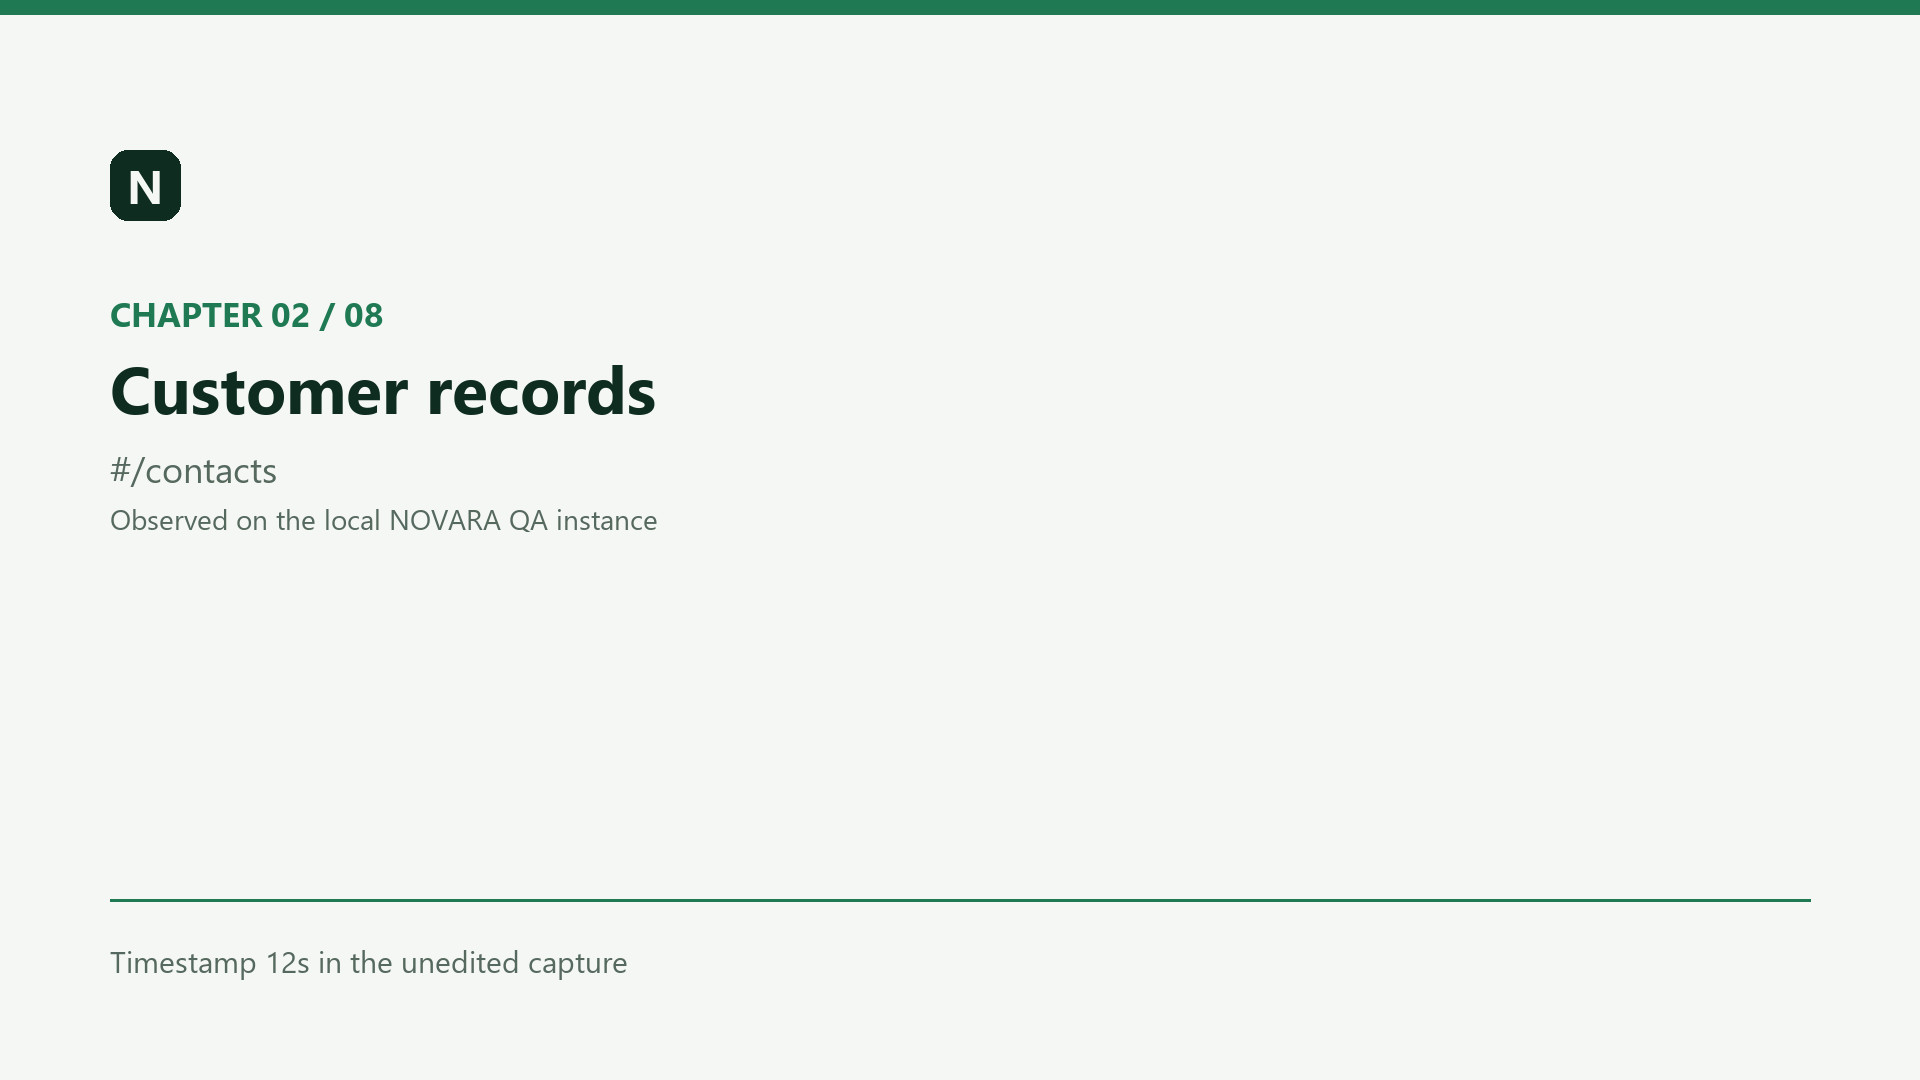 N
CHAPTER 02 / 08
Customer records
#/contacts
Observed on the local NOVARA QA instance
Timestamp 12s in the unedited capture